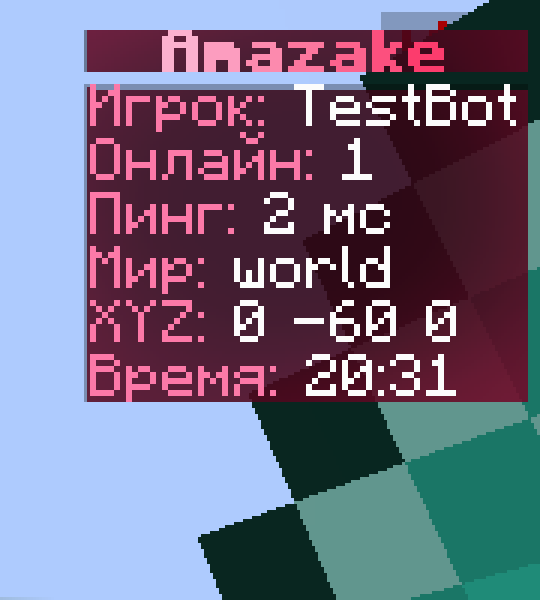 Amazake
Игрок: TestBot
Онлайн: 1
Пинг: 2 мс
Мир: world
XYZ: 0 -60 0
Время: 20:31